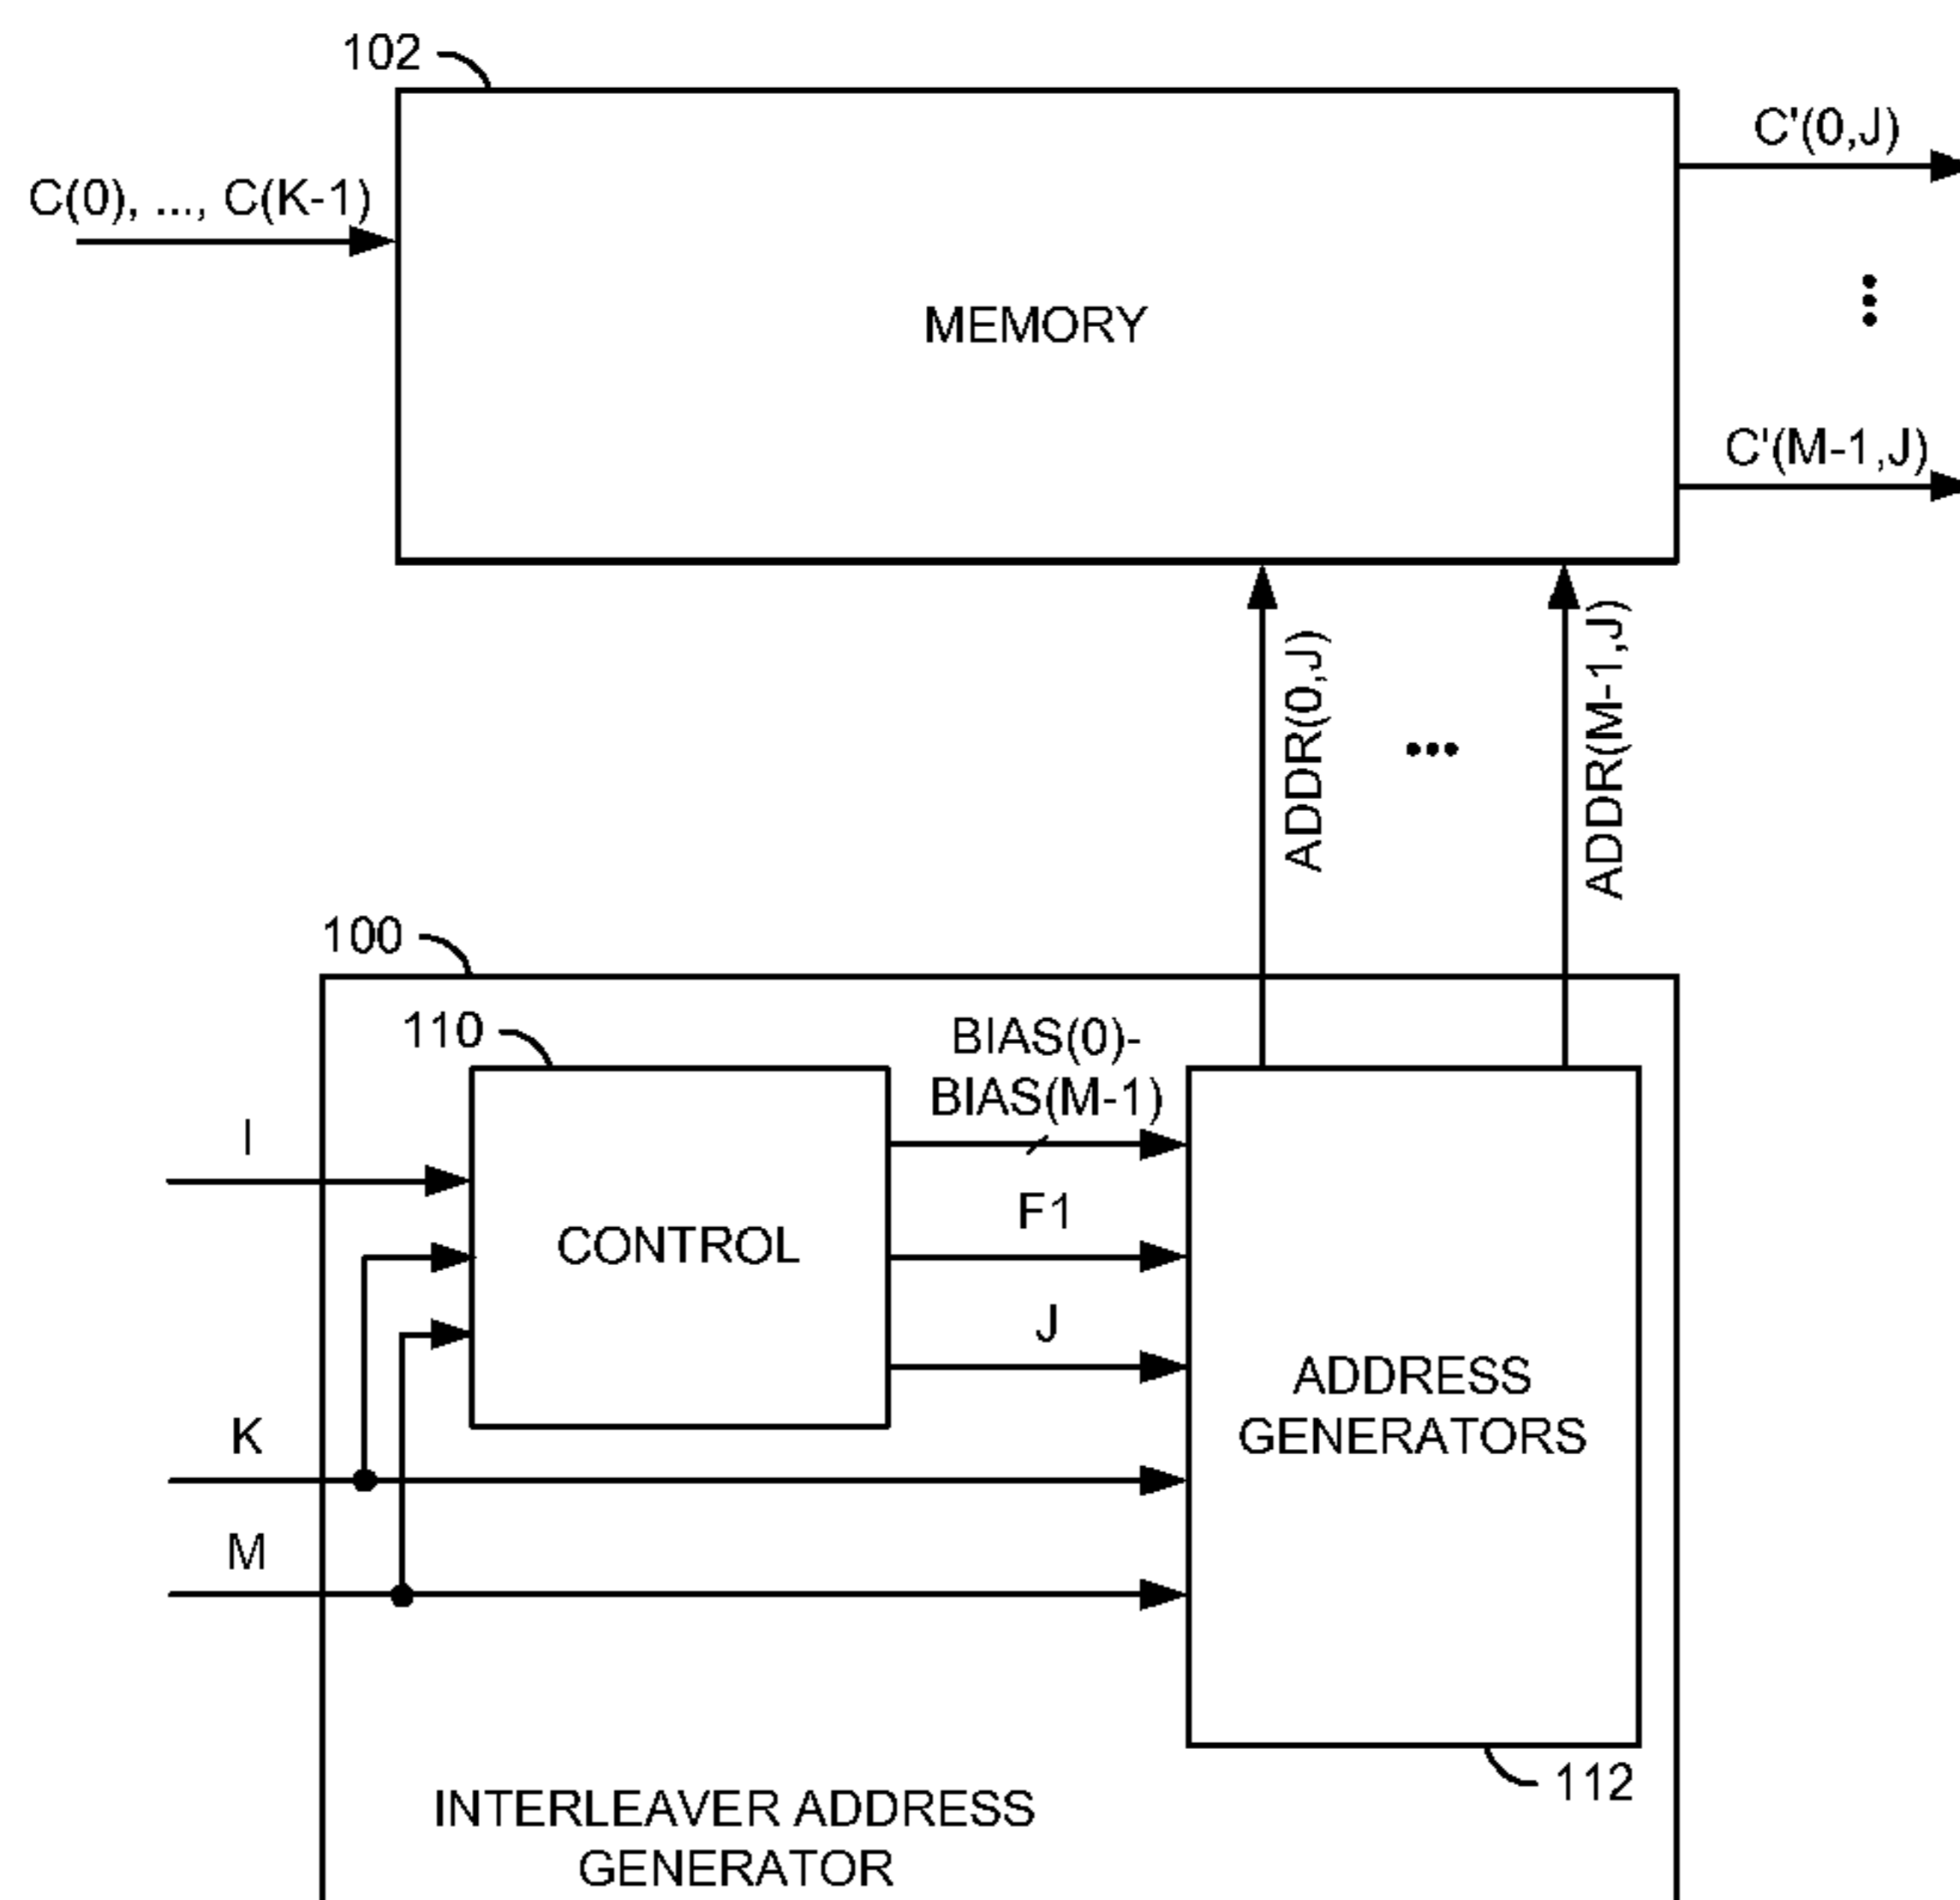 102
C'(0,J)
C(0), ..., C(K-1)
MEMORY
C'(M-1,J)
ADDR(0,J)
ADDR(M-1,J)
100
110
BIAS(0)-
BIAS(M-1)
I
F1
CONTROL
J
ADDRESS
GENERATORS
K
M
112
INTERLEAVER ADDRESS
GENERATOR